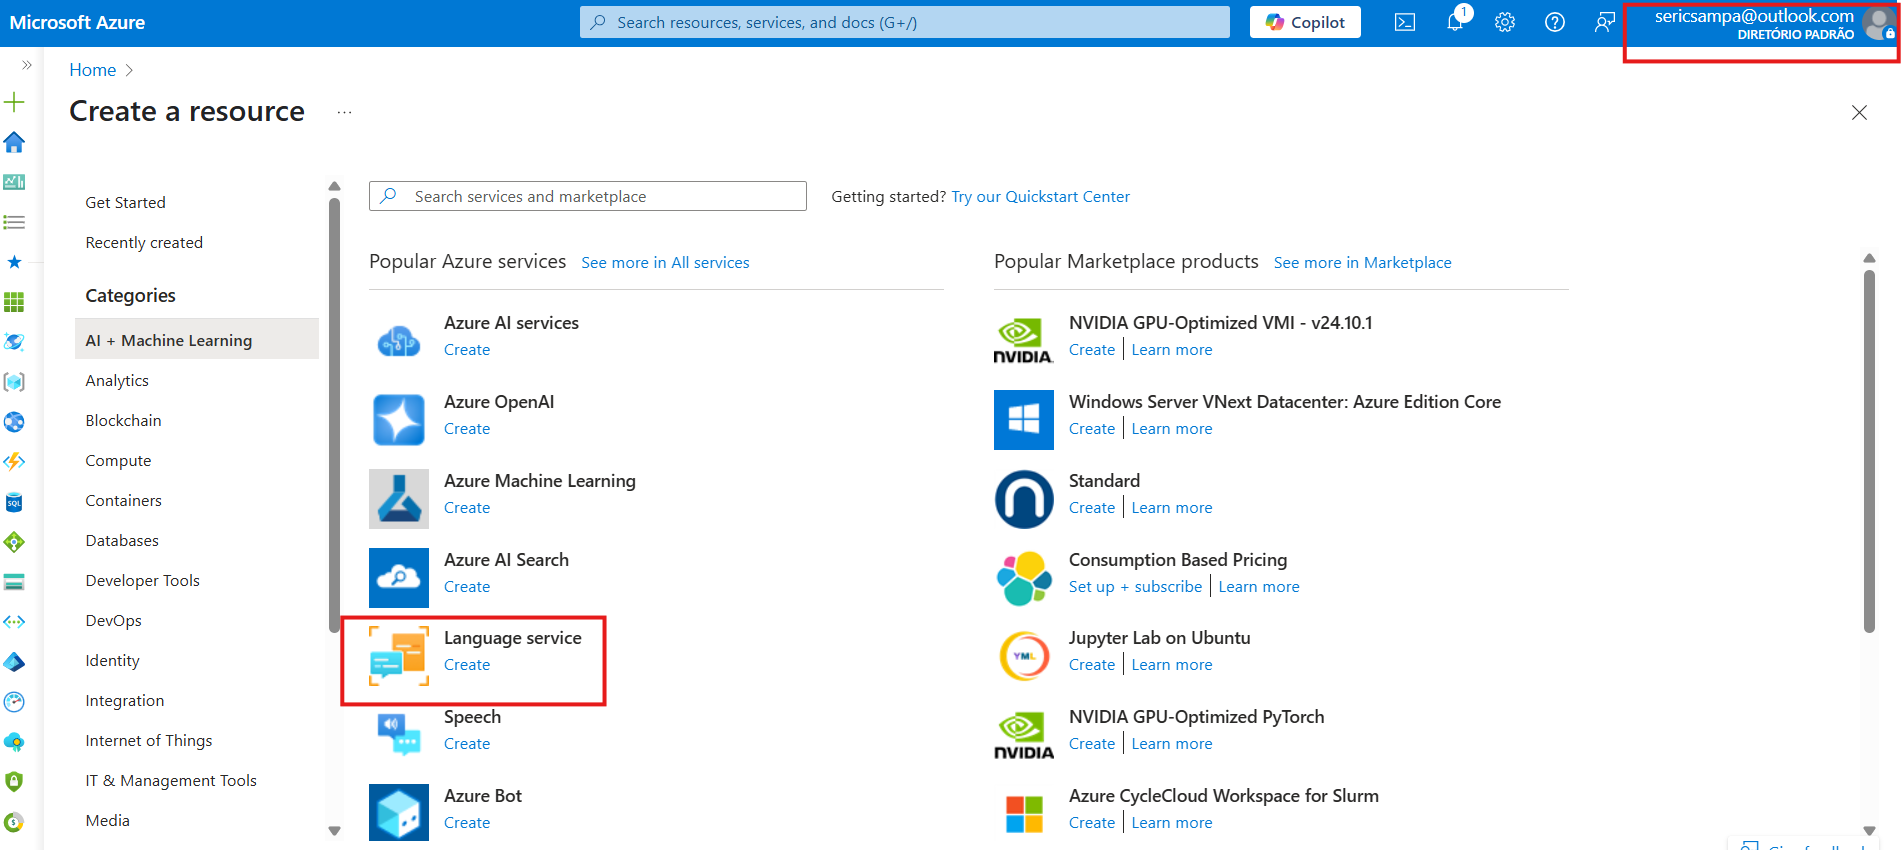 Microsoft Azure
Search resources, services, and docs (G+/)
Copilot
1
sericsampa@outlook.com
DIRETÓRIO PADRÃO
Home
Create a resource
...
Get Started
Recently created
Categories
AI + Machine Learning
Analytics
Blockchain
Compute
Containers
Databases
Developer Tools
DevOps
Identity
Integration
Internet of Things
IT & Management Tools
Media
Search services and marketplace
Getting started? Try our Quickstart Center
Popular Azure services See more in All services
Azure AI services
Create
Azure OpenAI
Create
Azure Machine Learning
Create
Azure AI Search
Create
Language service
Create
Speech
Create
Azure Bot
Create
Popular Marketplace products See more in Marketplace
NVIDIA
NVIDIA GPU-Optimized VMI - v24.10.1
Create | Learn more
Windows Server VNext Datacenter: Azure Edition Core
Create | Learn more
Standard
Create | Learn more
Consumption Based Pricing
Set up + subscribe | Learn more
YML
Jupyter Lab on Ubuntu
Create | Learn more
NVIDIA
NVIDIA GPU-Optimized PyTorch
Create | Learn more
Azure CycleCloud Workspace for Slurm
Create | Learn more
SQL